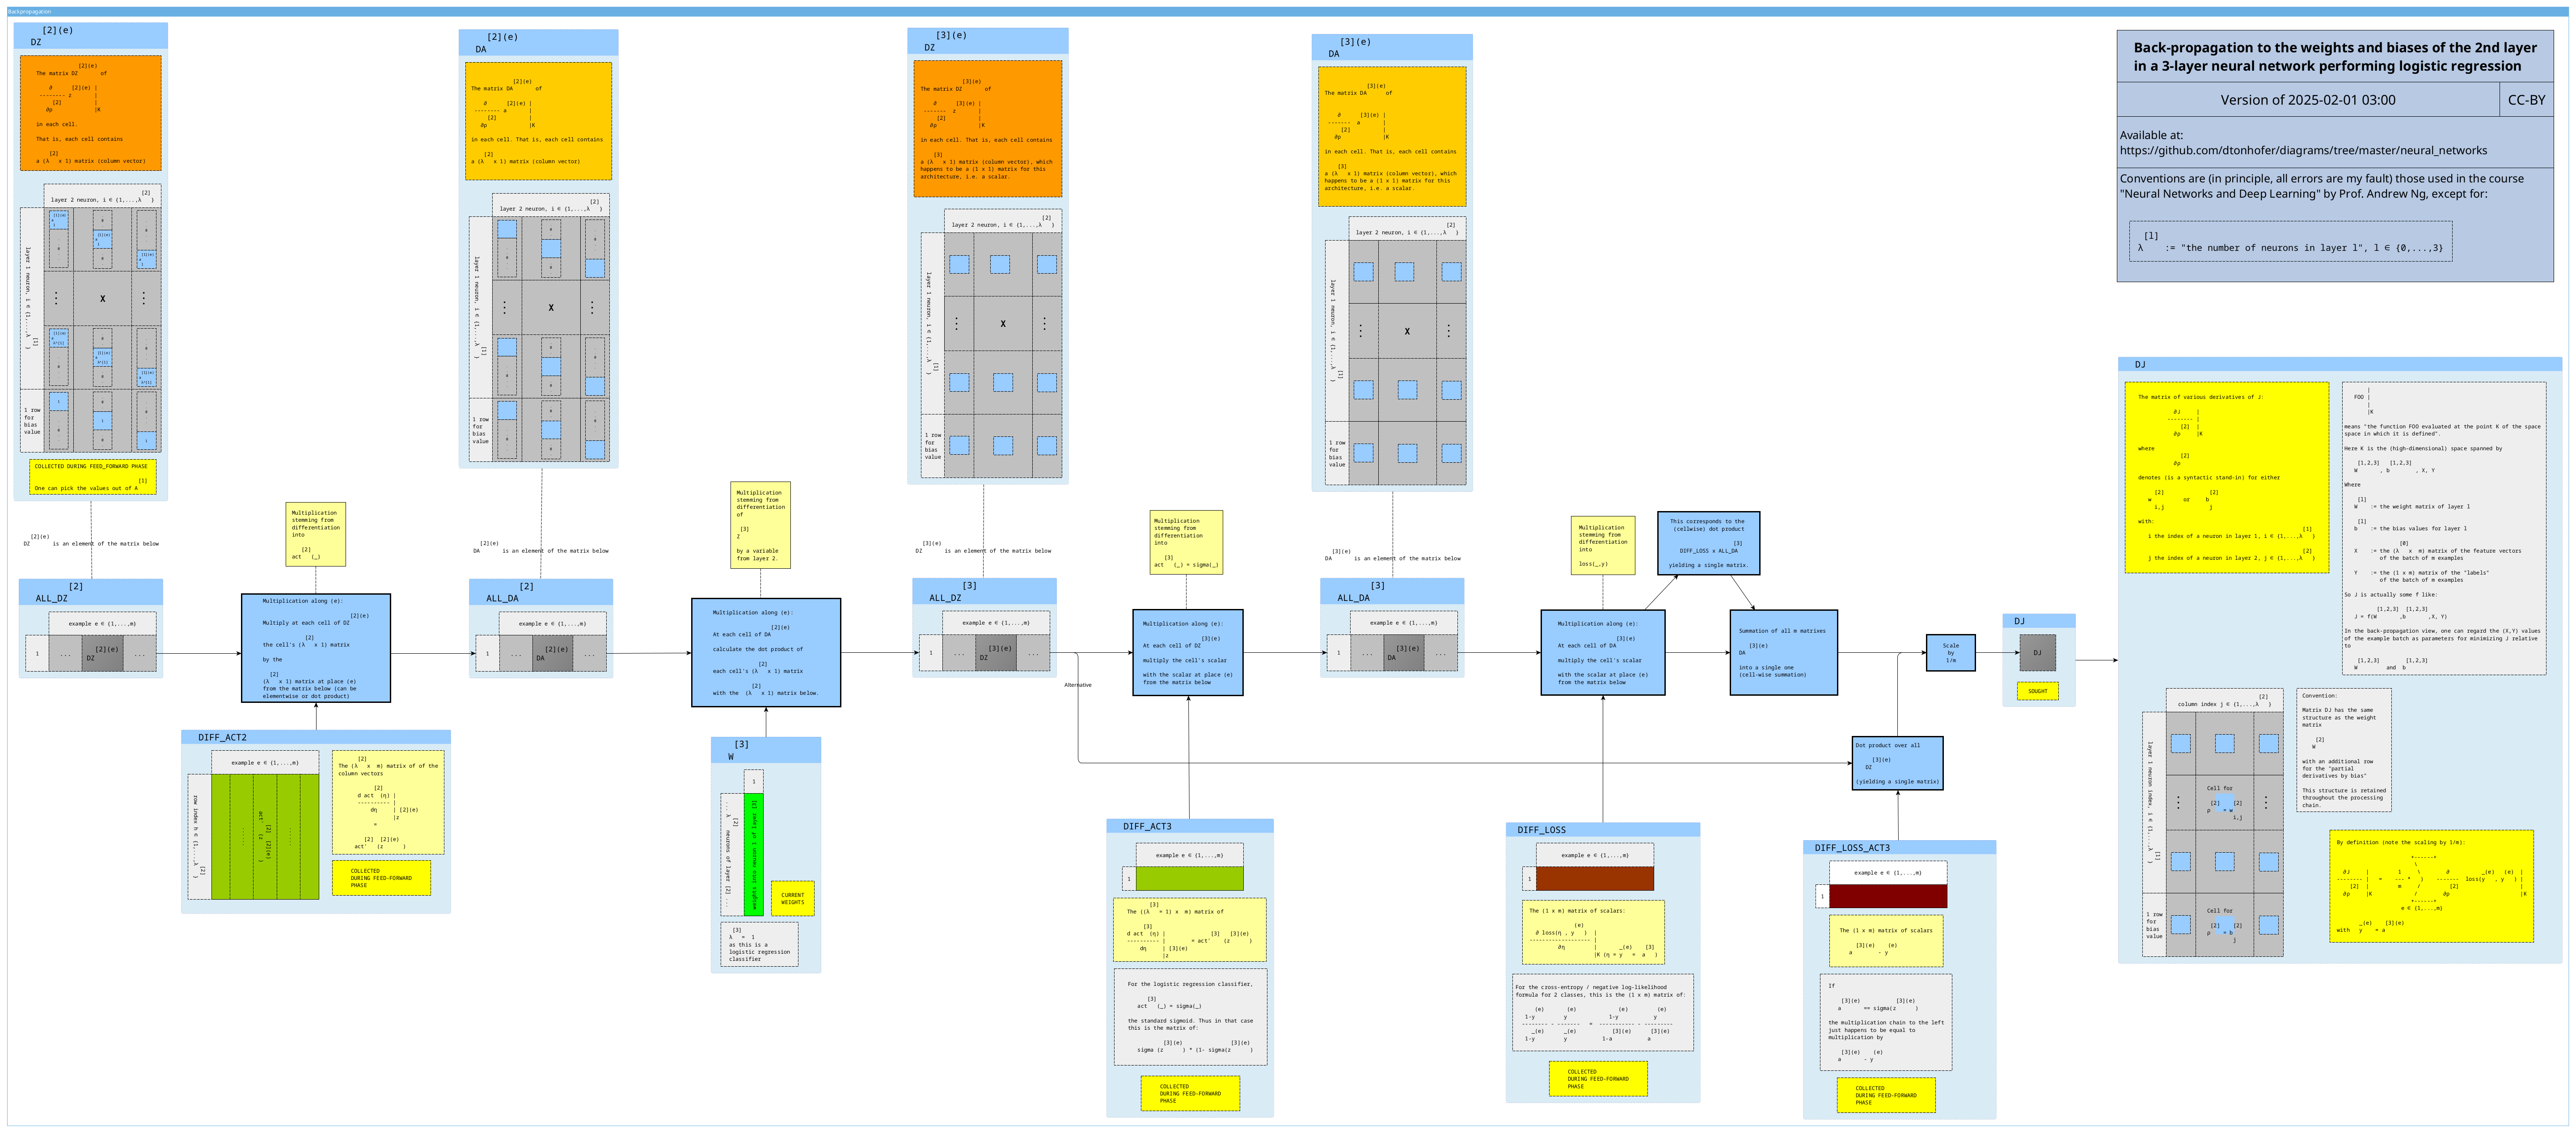 Backpropagation
[2](e)
DZ
[2](e)
The matrix DZ of
∂ [2](e) |
-------- z |
[2] |
∂p |K
in each cell.
That is, each cell contains
[2]
a (λ x 1) matrix (column vector)
[2]
layer 2 neuron, i ∈ {1,...,λ }
layer 1 neuron, i ∈ {1,...,λ }
[1]
X
1 row
for
bias
value
COLLECTED DURING FEED_FORWARD PHASE
[1]
One can pick the values out of A
[2](e)
DZ is an element of the matrix below
[2]
ALL_DZ
example e ∈ {1,...,m}
1 ... [2](e) ...
DZ
Multiplication
stemming from
differentiation
into
[2]
act (_)
Multiplication along (e):
[2](e)
Multiply at each cell of DZ
[2]
the cell's (λ x 1) matrix
by the
[2]
(λ x 1) matrix at place (e)
from the matrix below (can be
elementwise or dot product)
DIFF_ACT2
example e ∈ {1,...,m}
row index h ∈ {1,...,λ }
[2]
[2] [2](e)
act' (z )
[2]
The (λ x m) matrix of of the
column vectors
[2]
d act (η) |
---------- |
dη | [2](e)
|z
=
[2] [2](e)
act' (z )
COLLECTED
DURING FEED-FORWARD
PHASE
[2](e)
DA
[2](e)
The matrix DA of
∂ [2](e) |
-------- a |
[2] |
∂p |K
in each cell. That is, each cell contains
[2]
a (λ x 1) matrix (column vector)
[2]
layer 2 neuron, i ∈ {1,...,λ }
layer 1 neuron, i ∈ {1,...,λ }
[1]
X
1 row
for
bias
value
[2](e)
DA is an element of the matrix below
[2]
ALL_DA
example e ∈ {1,...,m}
1 ... [2](e) ...
DA
Multiplication
stemming from
differentiation
of
[3]
Z
by a variable
from layer 2.
Multiplication along (e):
[2](e)
At each cell of DA
calculate the dot product of
[2]
each cell's (λ x 1) matrix
[2]
with the (λ x 1) matrix below.
[3]
W
1
... λ neurons of layer [2] ...
[2]
weights into neuron 1 of layer [3]
CURRENT
WEIGHTS
[3]
λ = 1
as this is a
logistic regression
classifier
[3](e)
DZ
[3](e)
The matrix DZ of
∂ [3](e) |
------- z |
[2] |
∂p |K
in each cell. That is, each cell contains
[3]
a (λ x 1) matrix (column vector), which
happens to be a (1 x 1) matrix for this
architecture, i.e. a scalar.
[2]
layer 2 neuron, i ∈ {1,...,λ }
layer 1 neuron, i ∈ {1,...,λ }
[1]
X
1 row
for
bias
value
[3](e)
DZ is an element of the matrix below
[3]
ALL_DZ
example e ∈ {1,...,m}
1 ... [3](e) ...
DZ
Alternative
Multiplication
stemming from
differentiation
into
[3]
act (_) = sigma(_)
Multiplication along (e):
[3](e)
At each cell of DZ
multiply the cell's scalar
with the scalar at place (e)
from the matrix below
DIFF_ACT3
example e ∈ {1,...,m}
1
[3]
The ((λ = 1) x m) matrix of
[3]
d act (η) | [3] [3](e)
---------- | = act' (z )
dη | [3](e)
|z
For the logistic regression classifier,
[3]
act (_) = sigma(_)
the standard sigmoid. Thus in that case
this is the matrix of:
[3](e) [3](e)
sigma (z ) * (1- sigma(z )
COLLECTED
DURING FEED-FORWARD
PHASE
[3](e)
DA
[3](e)
The matrix DA of
∂ [3](e) |
------- a |
[2] |
∂p |K
in each cell. That is, each cell contains
[3]
a (λ x 1) matrix (column vector), which
happens to be a (1 x 1) matrix for this
architecture, i.e. a scalar.
[2]
layer 2 neuron, i ∈ {1,...,λ }
layer 1 neuron, i ∈ {1,...,λ }
[1]
X
1 row
for
bias
value
[3](e)
DA is an element of the matrix below
[3]
ALL_DA
example e ∈ {1,...,m}
1 ... [3](e) ...
DA
Multiplication
stemming from
differentiation
into
loss(_,y)
This corresponds to the
(cellwise) dot product
[3]
DIFF_LOSS x ALL_DA
yielding a single matrix.
Multiplication along (e):
[3](e)
At each cell of DA
multiply the cell's scalar
with the scalar at place (e)
from the matrix below
Summation of all m matrixes
[3](e)
DA
into a single one
(cell-wise summation)
DIFF_LOSS
example e ∈ {1,...,m}
1
The (1 x m) matrix of scalars:
(e)
∂ loss(η , y ) |
------------------- |
∂η | _(e) [3]
|K (η = y = a )
For the cross-entropy / negative log-likelihood
formula for 2 classes, this is the (1 x m) matrix of:
(e) (e) (e) (e)
1-y y 1-y y
-------- - ------- = ----------- - ---------
_(e) _(e) [3](e) [3](e)
1-y y 1-a a
COLLECTED
DURING FEED-FORWARD
PHASE
Scale
by
1/m
Dot product over all
[3](e)
DZ
(yielding a single matrix)
DIFF_LOSS_ACT3
example e ∈ {1,...,m}
1
The (1 x m) matrix of scalars
[3](e) (e)
a - y
If
[3](e) [3](e)
a == sigma(z )
the multiplication chain to the left
just happens to be equal to
multiplication by
[3](e) (e)
a - y
COLLECTED
DURING FEED-FORWARD
PHASE
DJ
DJ
SOUGHT
Back-propagation to the weights and biases of the 2nd layer
in a 3-layer neural network performing logistic regression
Version of 2025-02-01 03:00
CC-BY
Available at:
https://github.com/dtonhofer/diagrams/tree/master/neural_networks
Conventions are (in principle, all errors are my fault) those used in the course
"Neural Networks and Deep Learning" by Prof. Andrew Ng, except for:
[l]
λ := "the number of neurons in layer l", l ∈ {0,...,3}
DJ
The matrix of various derivatives of J:
∂J |
-------- |
[2] |
∂p |K
where
[2]
∂p
denotes (is a syntactic stand-in) for either
[2] [2]
w or b
i,j j
with:
[1]
i the index of a neuron in layer 1, i ∈ {1,...,λ }
[2]
j the index of a neuron in layer 2, j ∈ {1,...,λ }
|
FOO |
|
|K
means "the function FOO evaluated at the point K of the space
space in which it is defined".
Here K is the (high-dimensional) space spanned by
[1,2,3] [1,2,3]
W , b , X, Y
Where
[1]
W := the weight matrix of layer l
[1]
b := the bias values for layer l
[0]
X := the (λ x m) matrix of the feature vectors
of the batch of m examples
Y := the (1 x m) matrix of the "labels"
of the batch of m examples
So J is actually some f like:
[1,2,3] [1,2,3]
J = f(W ,b ,X, Y)
In the back-propagation view, one can regard the (X,Y) values
of the example batch as parameters for minimizing J relative
to
[1,2,3] [1,2,3]
W and b
[2]
column index j ∈ {1,...,λ }
layer 1 neuron index, i ∈ {1,...,λ }
[1]
Cell for
[2] [2]
p = w
i,j
1 row
for
bias
value
Cell for
[2] [2]
p = b
j
Convention:
Matrix DJ has the same
structure as the weight
matrix
[2]
W
with an additional row
for the "partial
derivatives by bias"
This structure is retained
throughout the processing
chain.
By definition (note the scaling by 1/m):
+------+
\
∂J | 1 \ ∂ _(e) (e) |
-------- | = --- * ) ------- loss(y , y ) |
[2] | m / [2] |
∂p |K / ∂p |K
+------+
e ∈ {1,...,m}
_(e) [3](e)
with y = a